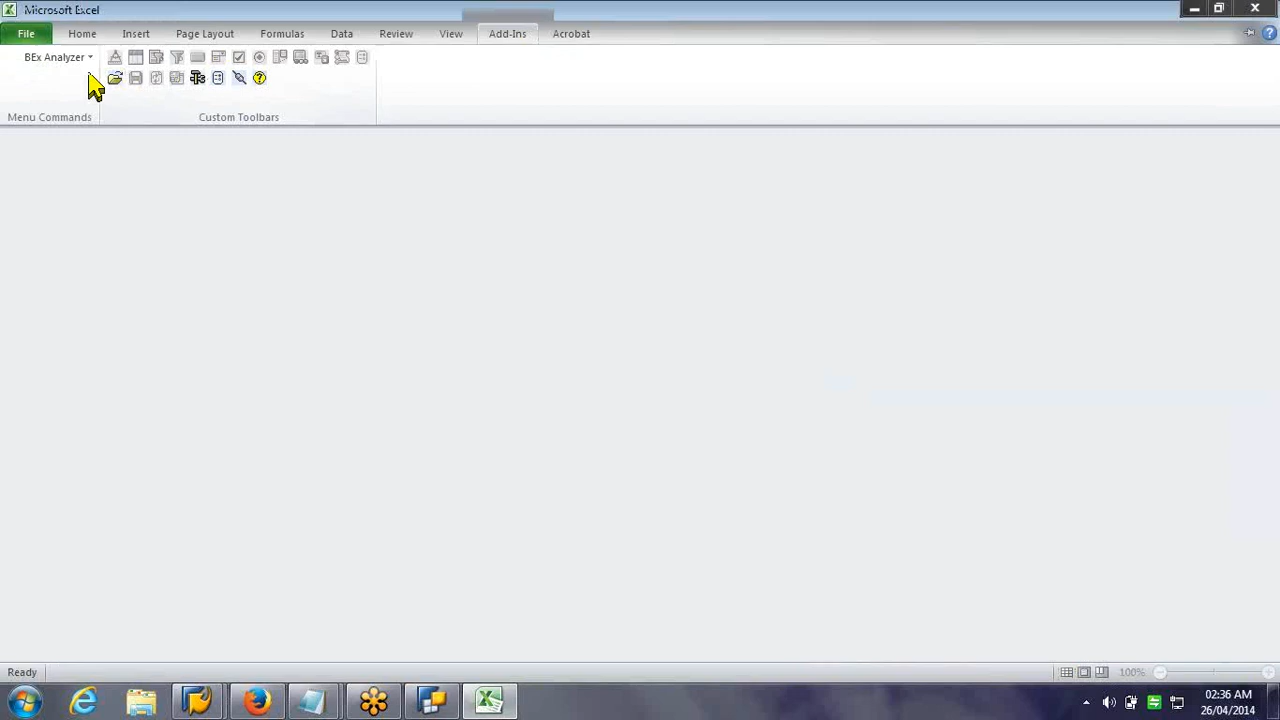 Microsoft Excel
File Home Insert Page Layout Formulas Data Review View Add-Ins Acrobat
BEx Analyzer
Menu Commands Custom Toolbars
Ready 100%
02:36 AM
26/04/2014